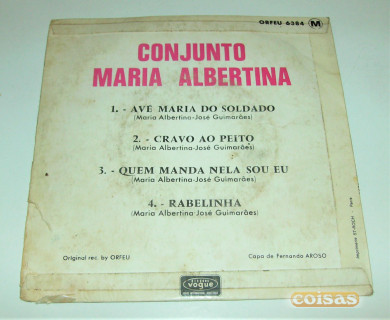 ORFEU 6384 M
CONJUNTO
MARIA ALBERTINA
1. - AVÉ MARIA DO SOLDADO
(Maria Albertina-José Guimarães)
2. - CRAVO AO PEITO
(Maria Albertina-José Guimarães)
3. - QUEM MANDA NELA SOU EU
(Maria Albertina-José Guimarães)
4. - RABELINHA
(Maria Albertina-José Guimarães)
Original rec. by ORFEU
Capa de Fernando AROSO
vogue
coisas